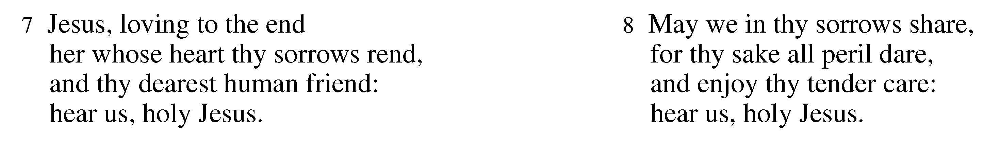 7 Jesus, loving to the end
her whose heart thy sorrows rend,
and thy dearest human friend:
hear us, holy Jesus.
8 May we in thy sorrows share,
for thy sake all peril dare,
and enjoy thy tender care:
hear us, holy Jesus.